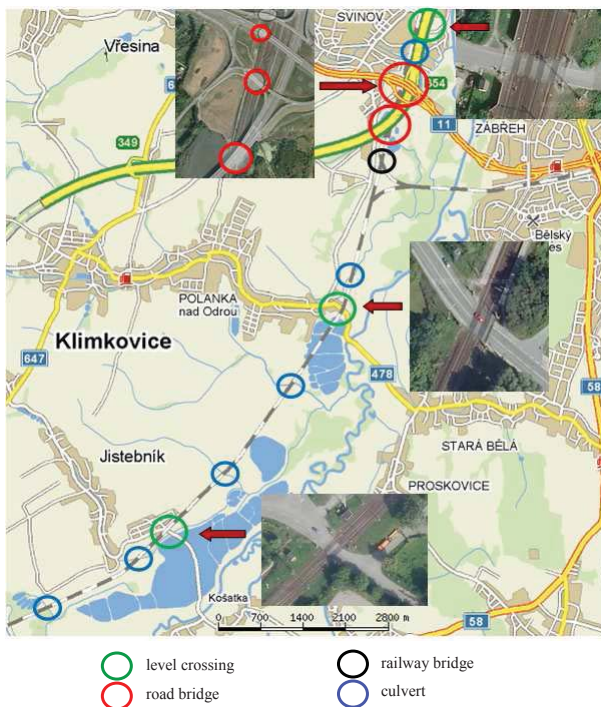 SVINOV
Vřesina
654
11
ZÁBŘEH
349
Bělský
POLANKA
nad Odrou
Klimkovice
647
478
58
STARÁ BĚLÁ
Jistebník
PROSKOVICE
Košatka
0 700 1400 2100 2800 m
58
level crossing
railway bridge
road bridge
culvert